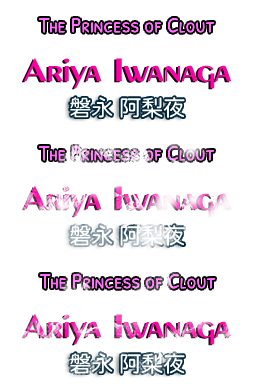 The Princess of Clout
Ariya Iwanaga
磐永 阿梨夜
The Princess of Clout
Ariya Iwanaga
磐永 阿梨夜
The Princess of Clout
Ariya Iwanaga
磐永 阿梨夜